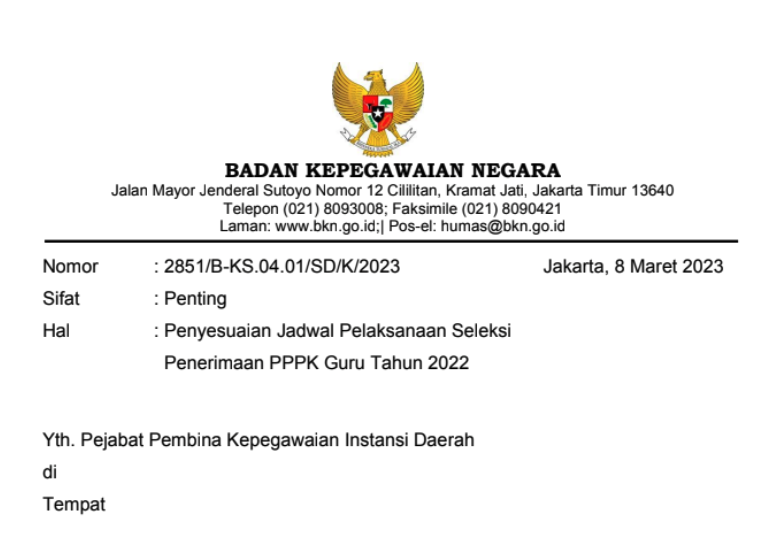 BADAN KEPEGAWAIAN NEGARA
Jalan Mayor Jenderal Sutoyo Nomor 12 Cililitan, Kramat Jati, Jakarta Timur 13640
Telepon (021) 8093008; Faksimile (021) 8090421
Laman: www.bkn.go.id;| Pos-el: humas@bkn.go.id
Nomor : 2851/B-KS.04.01/SD/K/2023 Jakarta, 8 Maret 2023
Sifat : Penting
Hal : Penyesuaian Jadwal Pelaksanaan Seleksi
Penerimaan PPPK Guru Tahun 2022
Yth. Pejabat Pembina Kepegawaian Instansi Daerah
di
Tempat